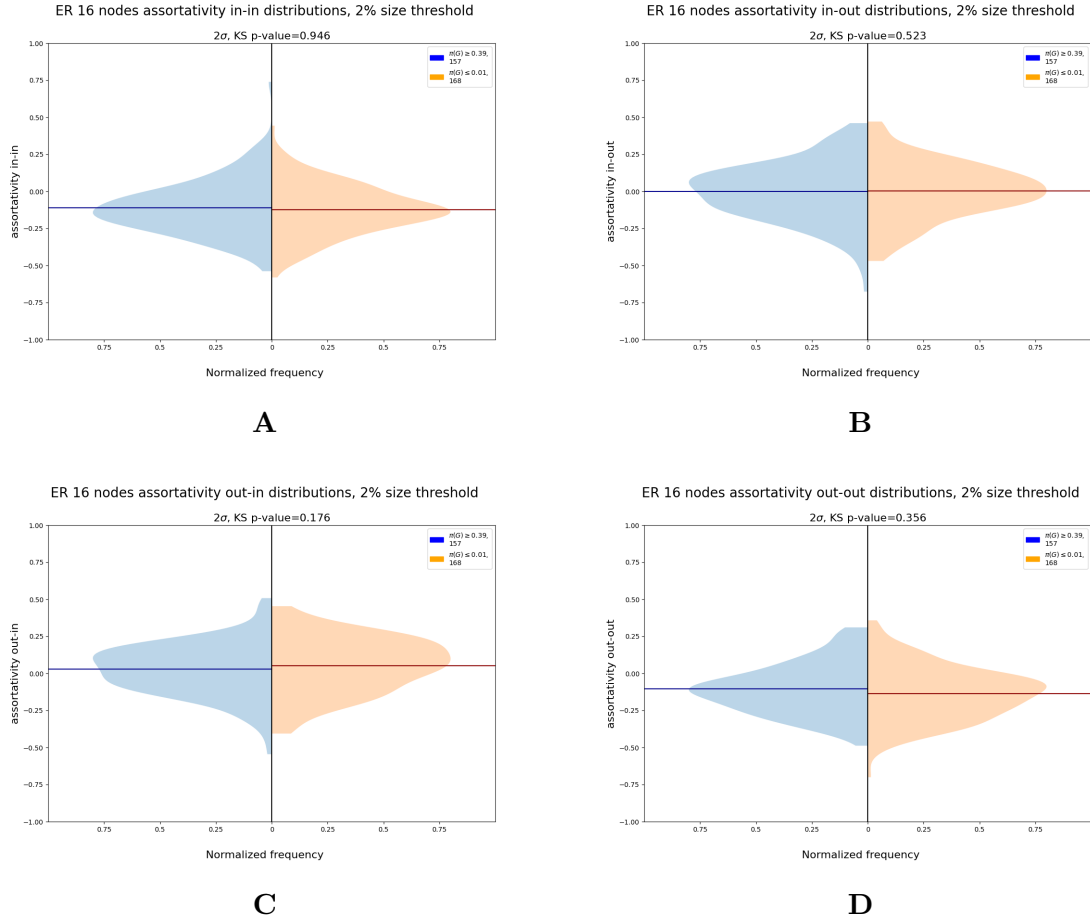 ER 16 nodes assortativity in-in distributions, 2% size threshold
2σ, KS p-value=0.946
1.00
0.75
0.50
0.25
0.00
−0.25
−0.50
−0.75
−1.00
assortativity in-in
π(G) ≥ 0.39,
157
π(G) ≤ 0.01,
168
0.75 0.5 0.25 0 0.25 0.5 0.75
Normalized frequency
A
ER 16 nodes assortativity in-out distributions, 2% size threshold
2σ, KS p-value=0.523
1.00
0.75
0.50
0.25
0.00
−0.25
−0.50
−0.75
−1.00
assortativity in-out
π(G) ≥ 0.39,
157
π(G) ≤ 0.01,
168
0.75 0.5 0.25 0 0.25 0.5 0.75
Normalized frequency
B
ER 16 nodes assortativity out-in distributions, 2% size threshold
2σ, KS p-value=0.176
1.00
0.75
0.50
0.25
0.00
−0.25
−0.50
−0.75
−1.00
assortativity out-in
π(G) ≥ 0.39,
157
π(G) ≤ 0.01,
168
0.75 0.5 0.25 0 0.25 0.5 0.75
Normalized frequency
C
ER 16 nodes assortativity out-out distributions, 2% size threshold
2σ, KS p-value=0.356
1.00
0.75
0.50
0.25
0.00
−0.25
−0.50
−0.75
−1.00
assortativity out-out
π(G) ≥ 0.39,
157
π(G) ≤ 0.01,
168
0.75 0.5 0.25 0 0.25 0.5 0.75
Normalized frequency
D